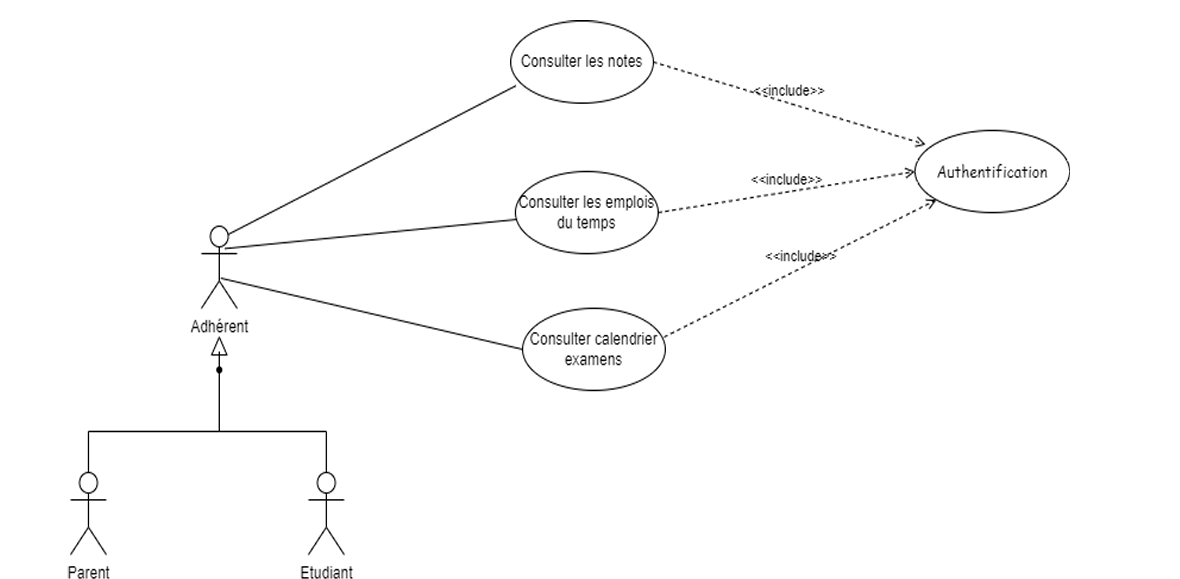 Consulter les notes
<<include>>
Authentification
<<include>>
Consulter les emplois
du temps
<<include>>
Adhérent
Consulter calendrier
examens
Parent
Etudiant